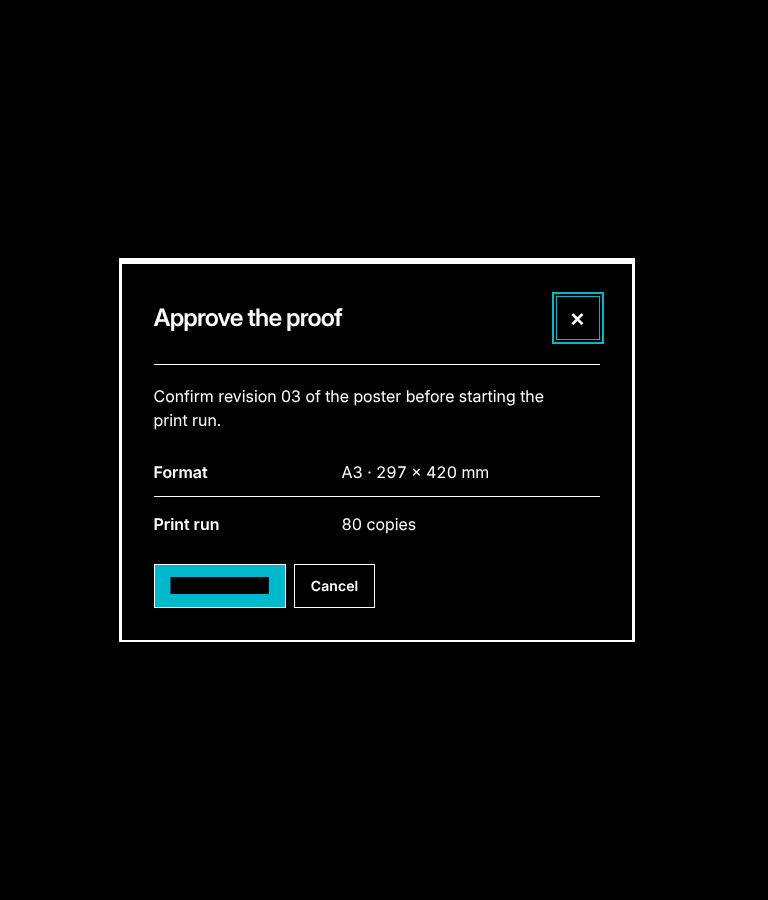 Approve the proof
×
Confirm revision 03 of the poster before starting the
print run.
Format A3 · 297 × 420 mm
Print run 80 copies
Cancel